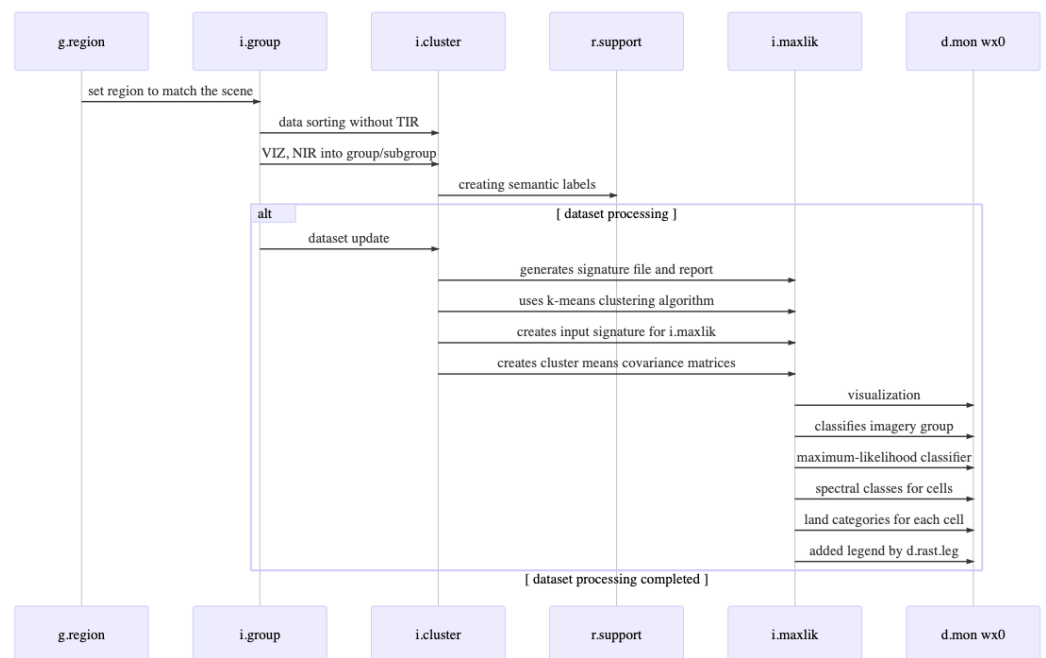 g.region
i.group
i.cluster
r.support
i.maxlik
d.mon wx0
set region to match the scene
data sorting without TIR
VIZ, NIR into group/subgroup
creating semantic labels
alt
[ dataset processing ]
dataset update
generates signature file and report
uses k-means clustering algorithm
creates input signature for i.maxlik
creates cluster means covariance matrices
visualization
classifies imagery group
maximum-likelihood classifier
spectral classes for cells
land categories for each cell
added legend by d.rast.leg
[ dataset processing completed ]
g.region
i.group
i.cluster
r.support
i.maxlik
d.mon wx0